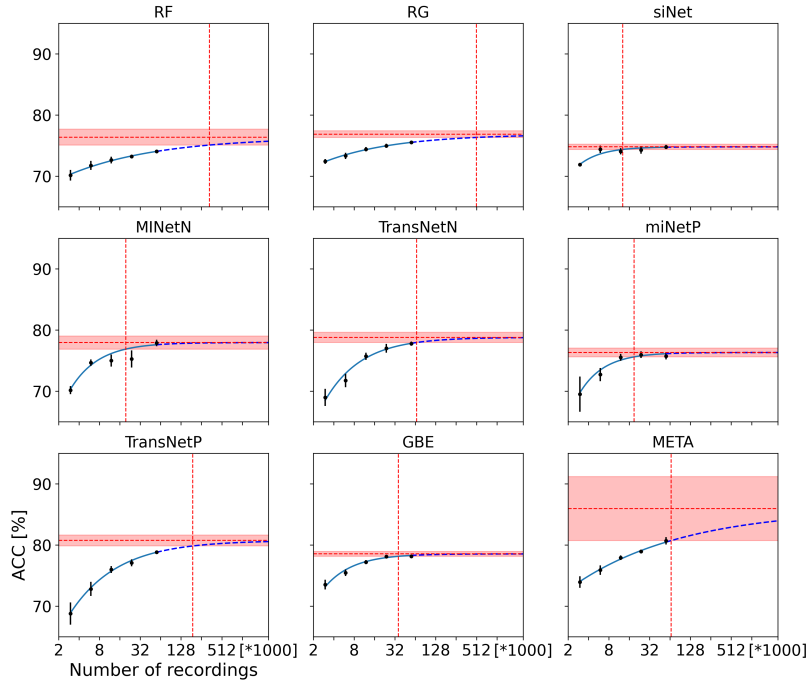 RF RG siNet
90
80
70
MINetN TransNetN miNetP
90
80
70
TransNetP GBE META
90
80
70
ACC [%]
2 8 32 128 512 [*1000] 2 8 32 128 512 [*1000] 2 8 32 128 512 [*1000]
Number of recordings